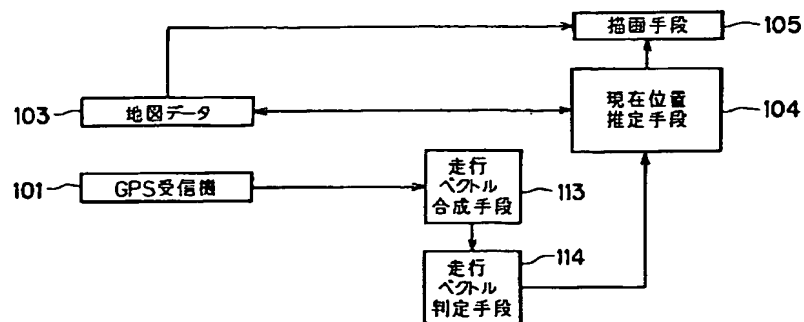 描画手段
105
103
地図データ
現在位置
推定手段
104
101
GPS受信機
走行
ベクトル
合成手段
113
走行
ベクトル
判定手段
114